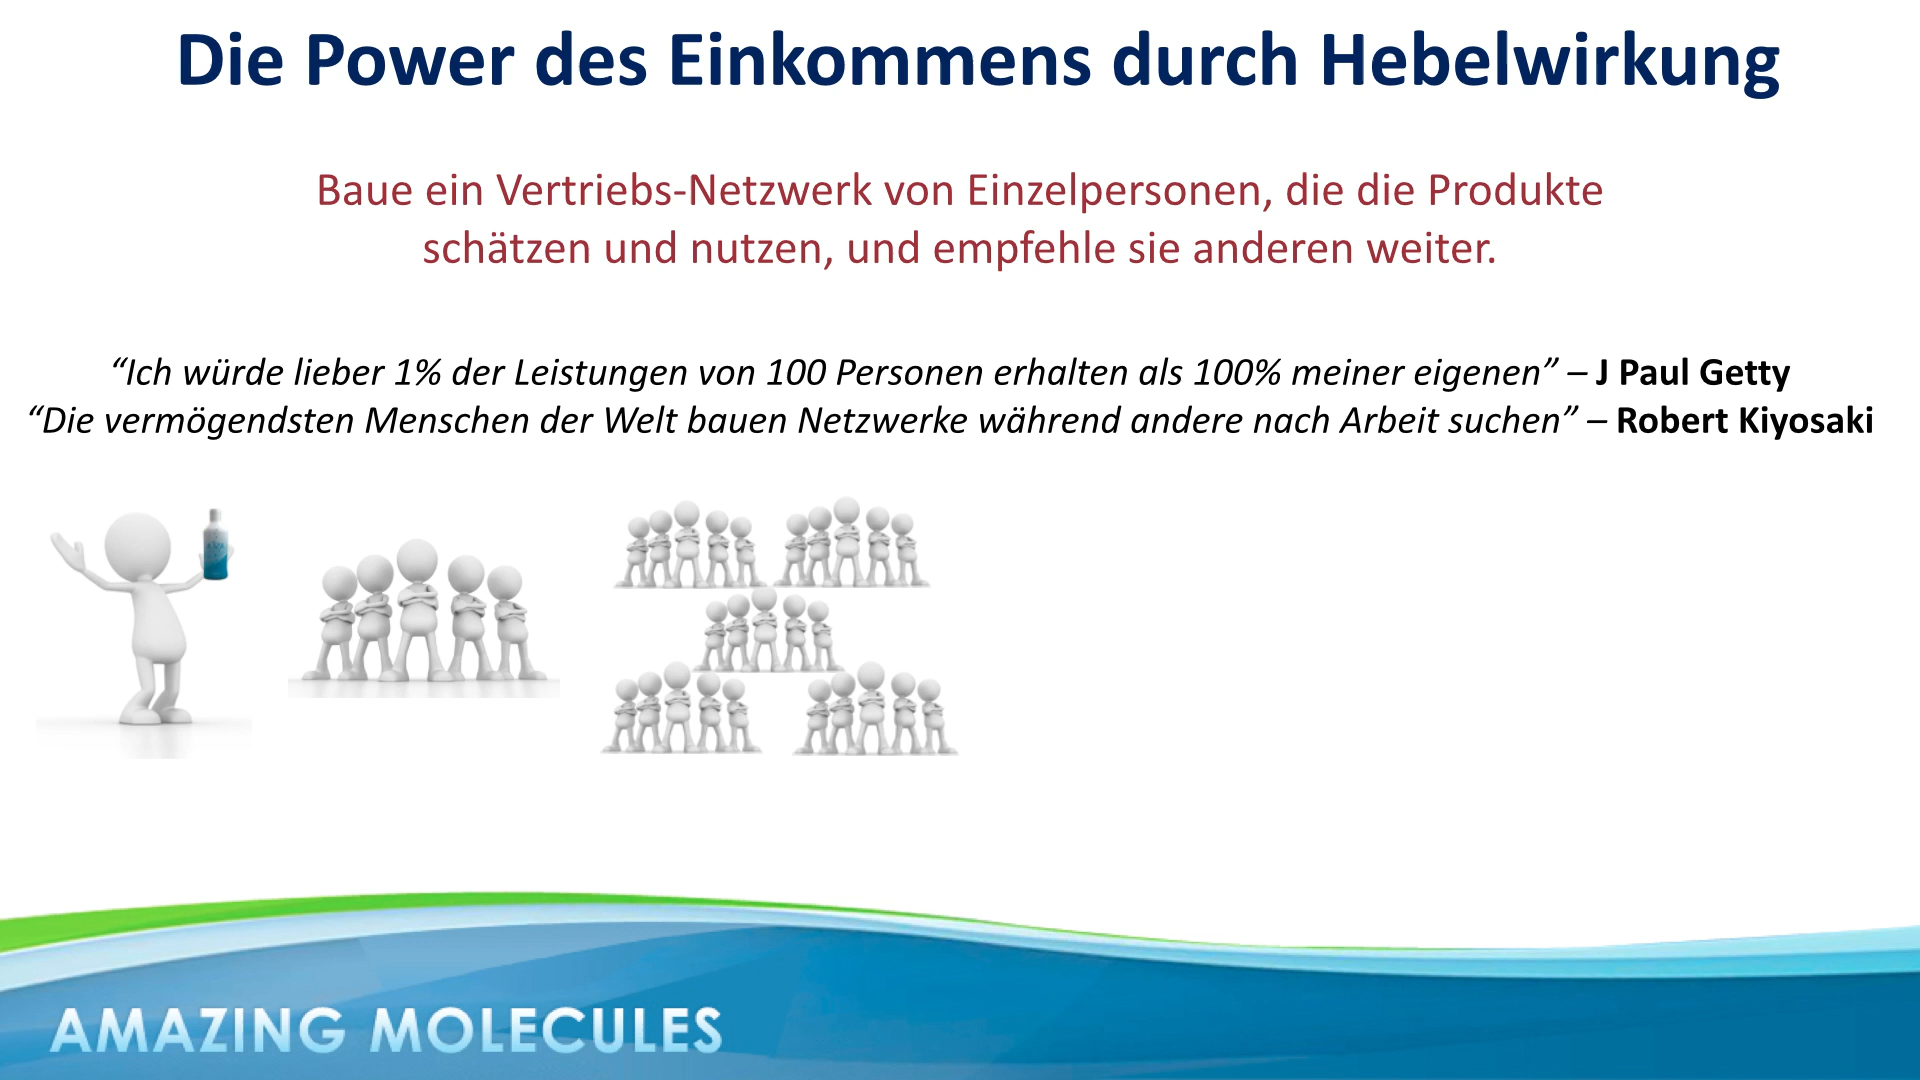 Die Power des Einkommens durch Hebelwirkung
Baue ein Vertriebs-Netzwerk von Einzelpersonen, die die Produkte
schätzen und nutzen, und empfehle sie anderen weiter.
“Ich würde lieber 1% der Leistungen von 100 Personen erhalten als 100% meiner eigenen” – J Paul Getty
“Die vermögendsten Menschen der Welt bauen Netzwerke während andere nach Arbeit suchen” – Robert Kiyosaki
AMAZING MOLECULES